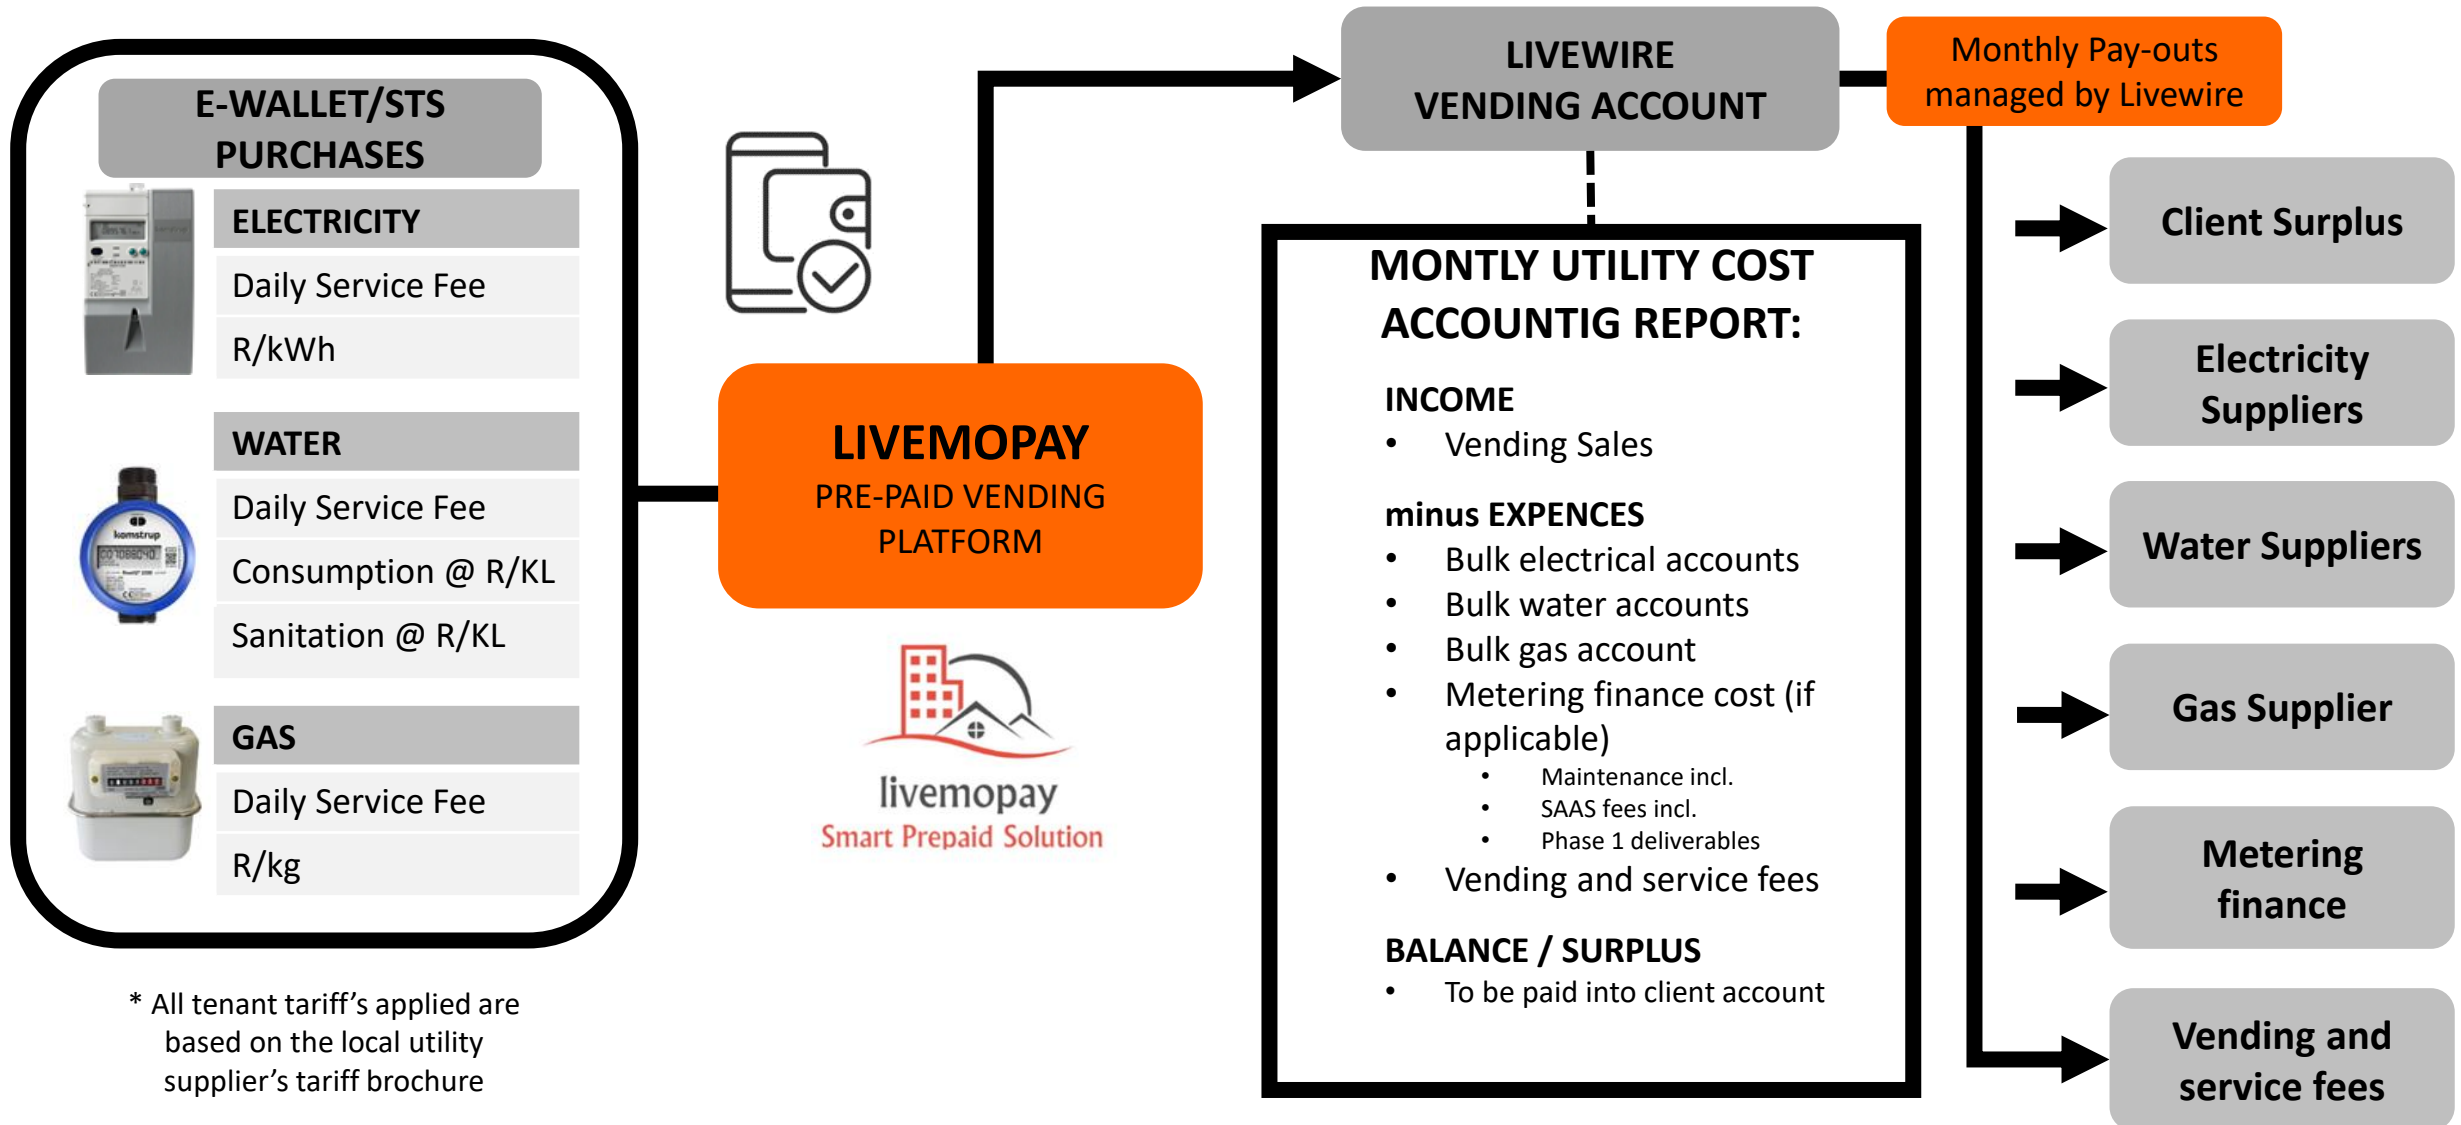 E-WALLET/STS
PURCHASES
ELECTRICITY
Daily Service Fee
R/kWh
WATER
Daily Service Fee
Consumption @ R/KL
Sanitation @ R/KL
GAS
Daily Service Fee
R/kg
* All tenant tariff’s applied are
based on the local utility
supplier’s tariff brochure
kamstrup
LIVEMOPAY
PRE-PAID VENDING
PLATFORM
livemopay
Smart Prepaid Solution
LIVEWIRE
VENDING ACCOUNT
MONTLY UTILITY COST
ACCOUNTIG REPORT:
INCOME
• Vending Sales
minus EXPENCES
• Bulk electrical accounts
• Bulk water accounts
• Bulk gas account
• Metering finance cost (if
applicable)
• Maintenance incl.
• SAAS fees incl.
• Phase 1 deliverables
• Vending and service fees
BALANCE / SURPLUS
• To be paid into client account
Monthly Pay-outs
managed by Livewire
Client Surplus
Electricity
Suppliers
Water Suppliers
Gas Supplier
Metering
finance
Vending and
service fees